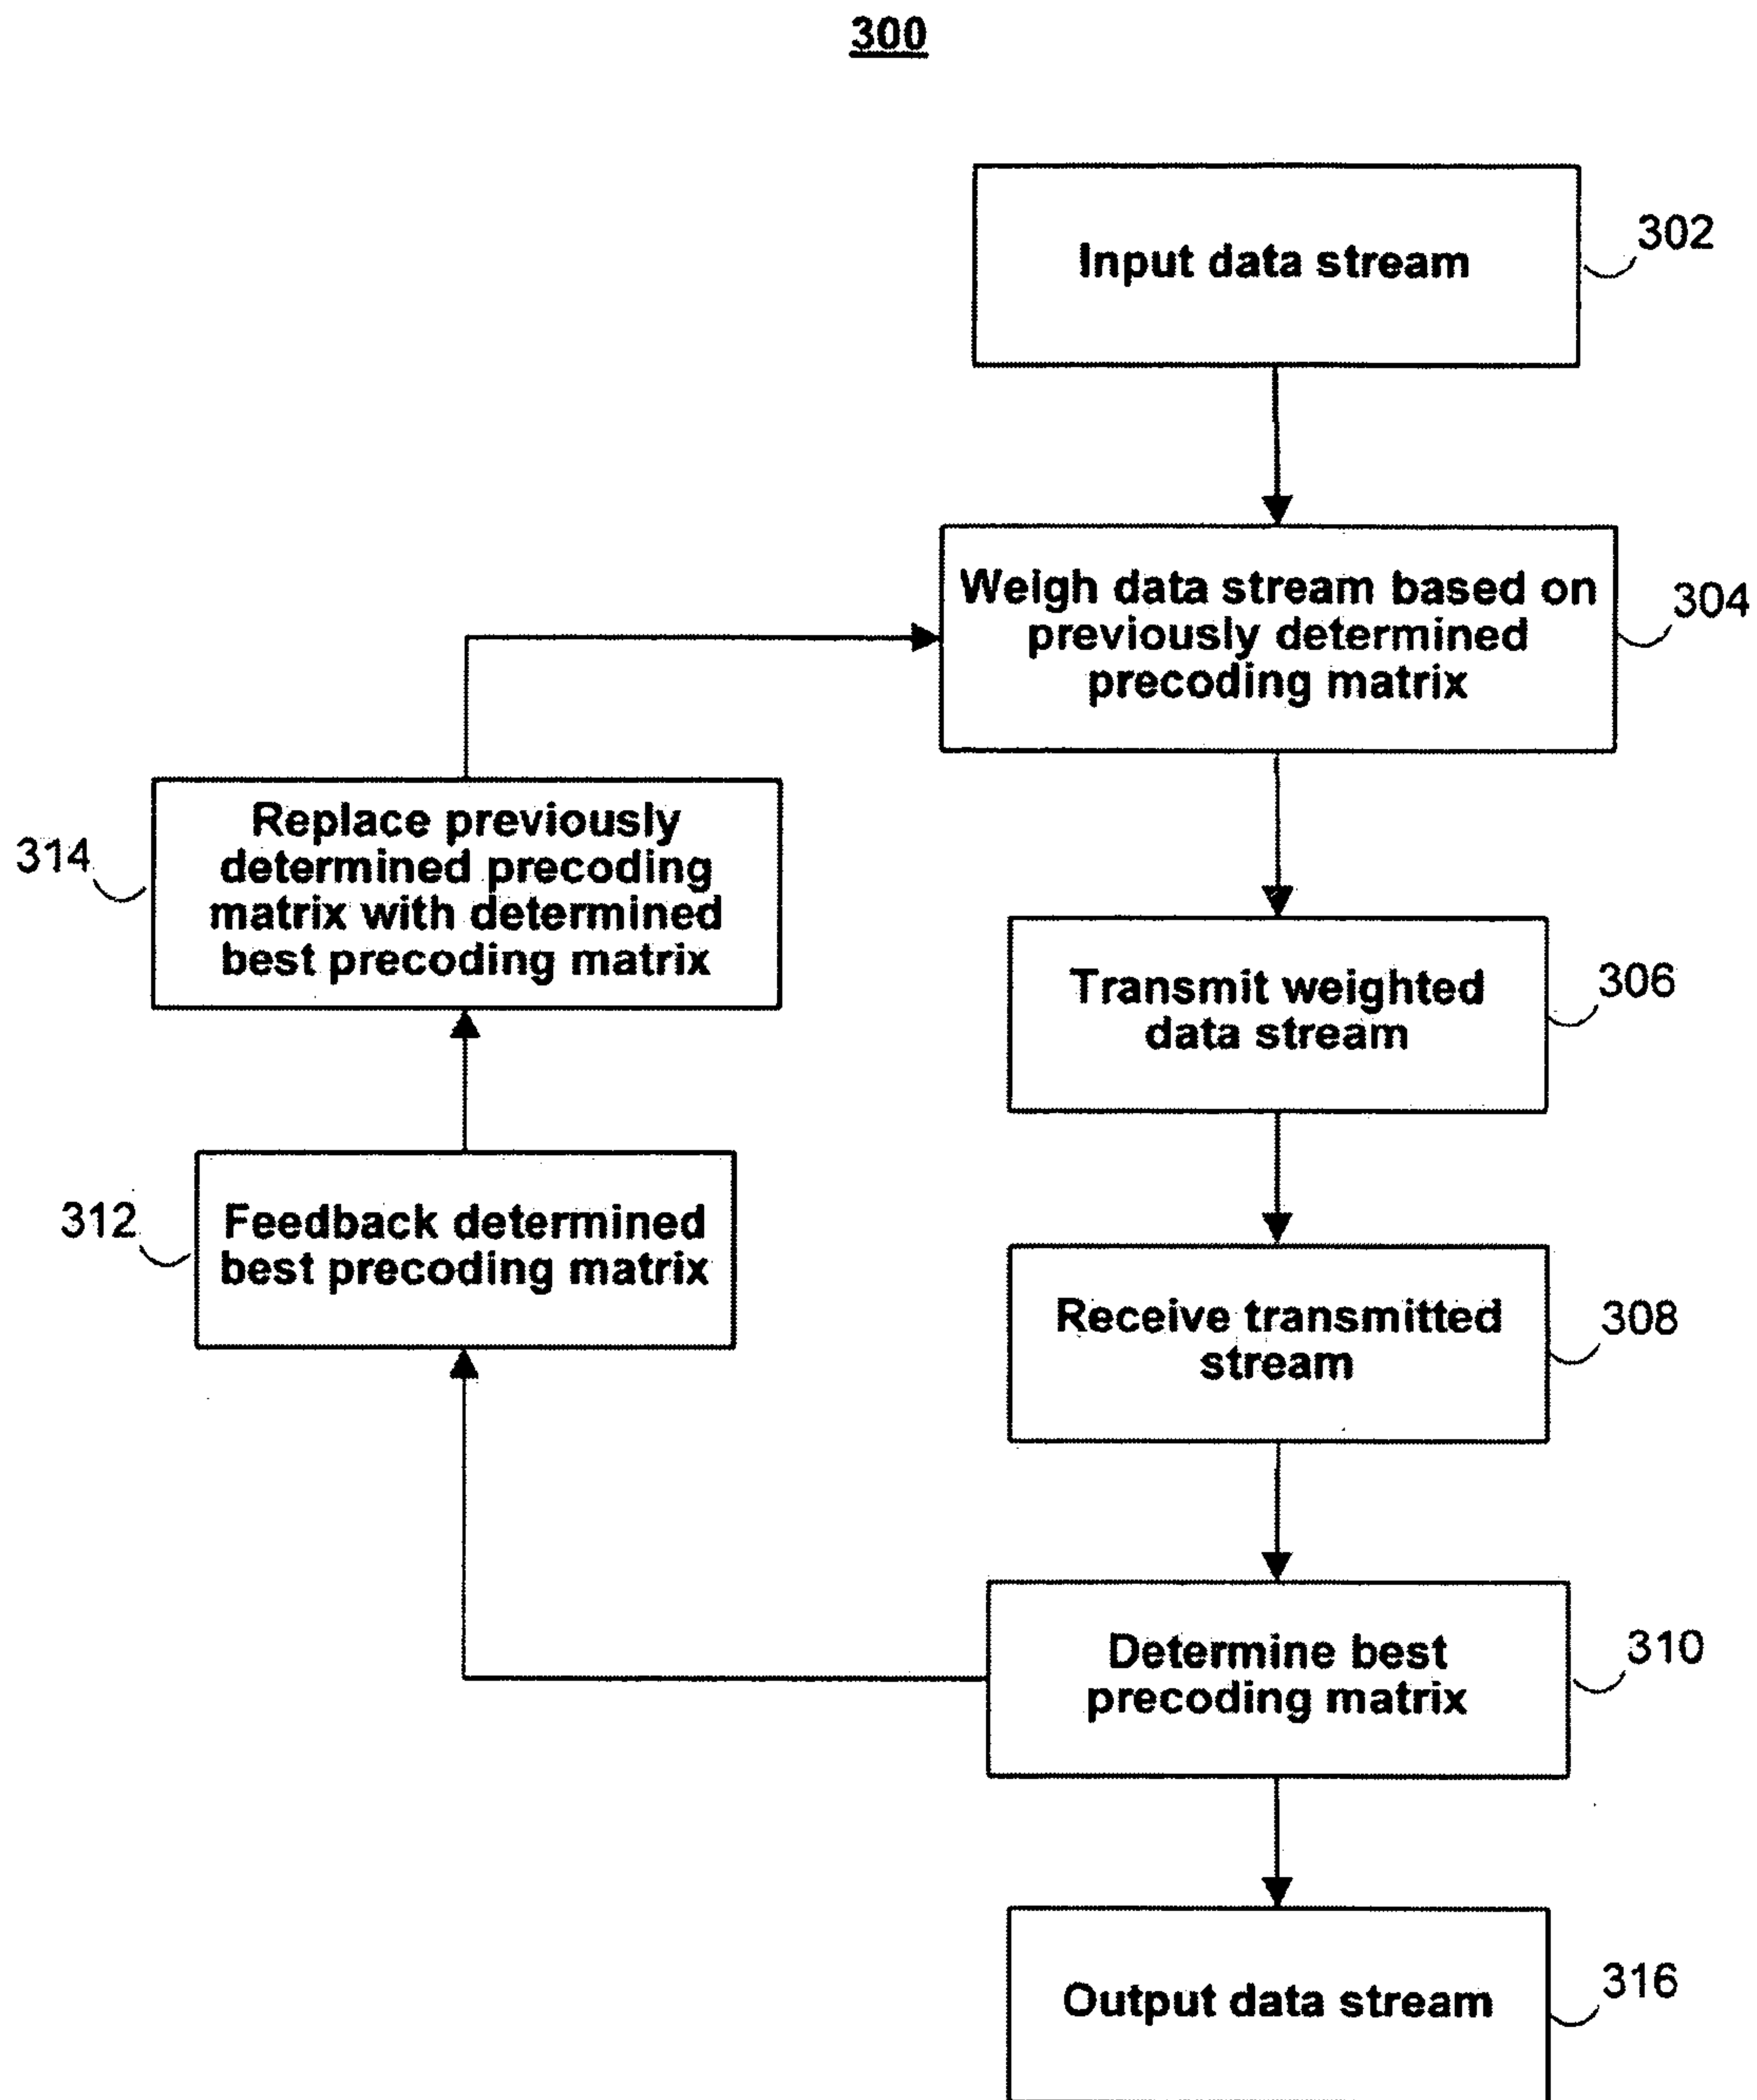 300
Input data stream
302
Weigh data stream based on
previously determined
precoding matrix
304
Replace previously
determined precoding
matrix with determined
best precoding matrix
314
Transmit weighted
data stream
306
Feedback determined
best precoding matrix
312
Receive transmitted
stream
308
Determine best
precoding matrix
310
Output data stream
316